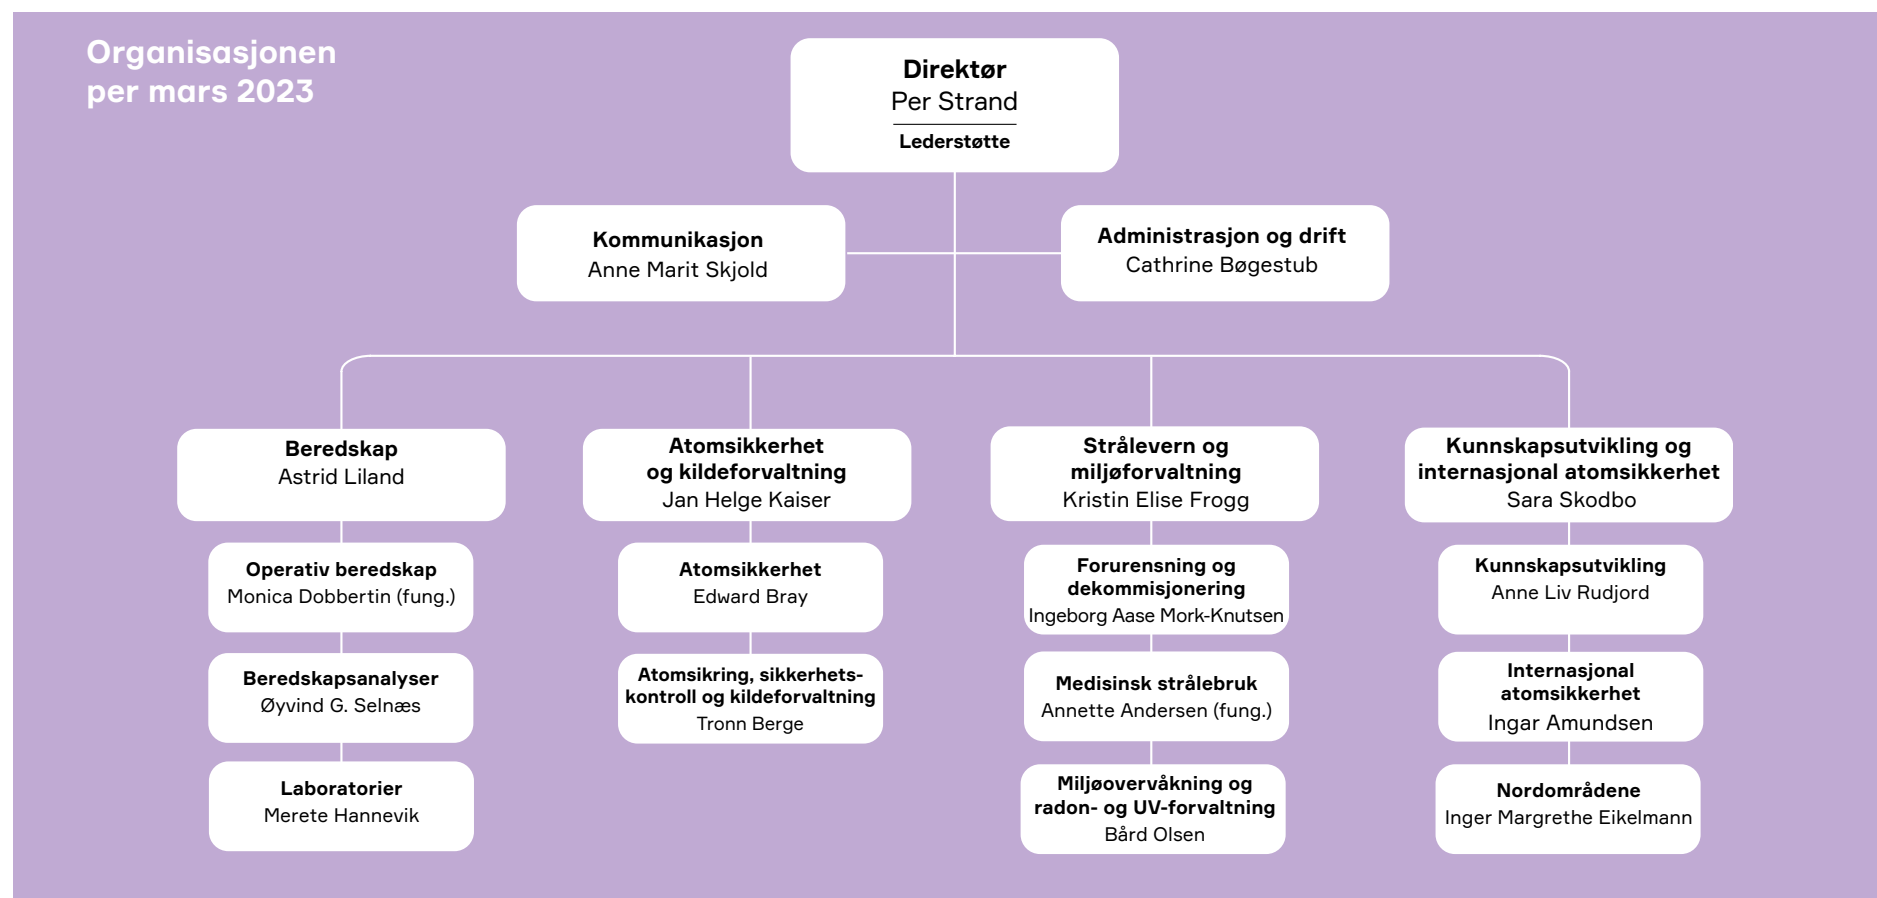 Organisasjonen
per mars 2023
Direktør
Per Strand
Lederstøtte
Kommunikasjon
Anne Marit Skjold
Administrasjon og drift
Cathrine Bøgestub
Beredskap
Astrid Liland
Operativ beredskap
Monica Dobbertin (fung.)
Beredskapsanalyser
Øyvind G. Selnæs
Laboratorier
Merete Hannevik
Atomsikkerhet
og kildeforvaltning
Jan Helge Kaiser
Atomsikkerhet
Edward Bray
Atomsikring, sikkerhets-
kontroll og kildeforvaltning
Tronn Berge
Strålevern og
miljøforvaltning
Kristin Elise Frogg
Forurensning og
dekommisjonering
Ingeborg Aase Mork-Knutsen
Medisinsk strålebruk
Annette Andersen (fung.)
Miljøovervåkning og
radon- og UV-forvaltning
Bård Olsen
Kunnskapsutvikling og
internasjonal atomsikkerhet
Sara Skodbo
Kunnskapsutvikling
Anne Liv Rudjord
Internasjonal
atomsikkerhet
Ingar Amundsen
Nordområdene
Inger Margrethe Eikelmann